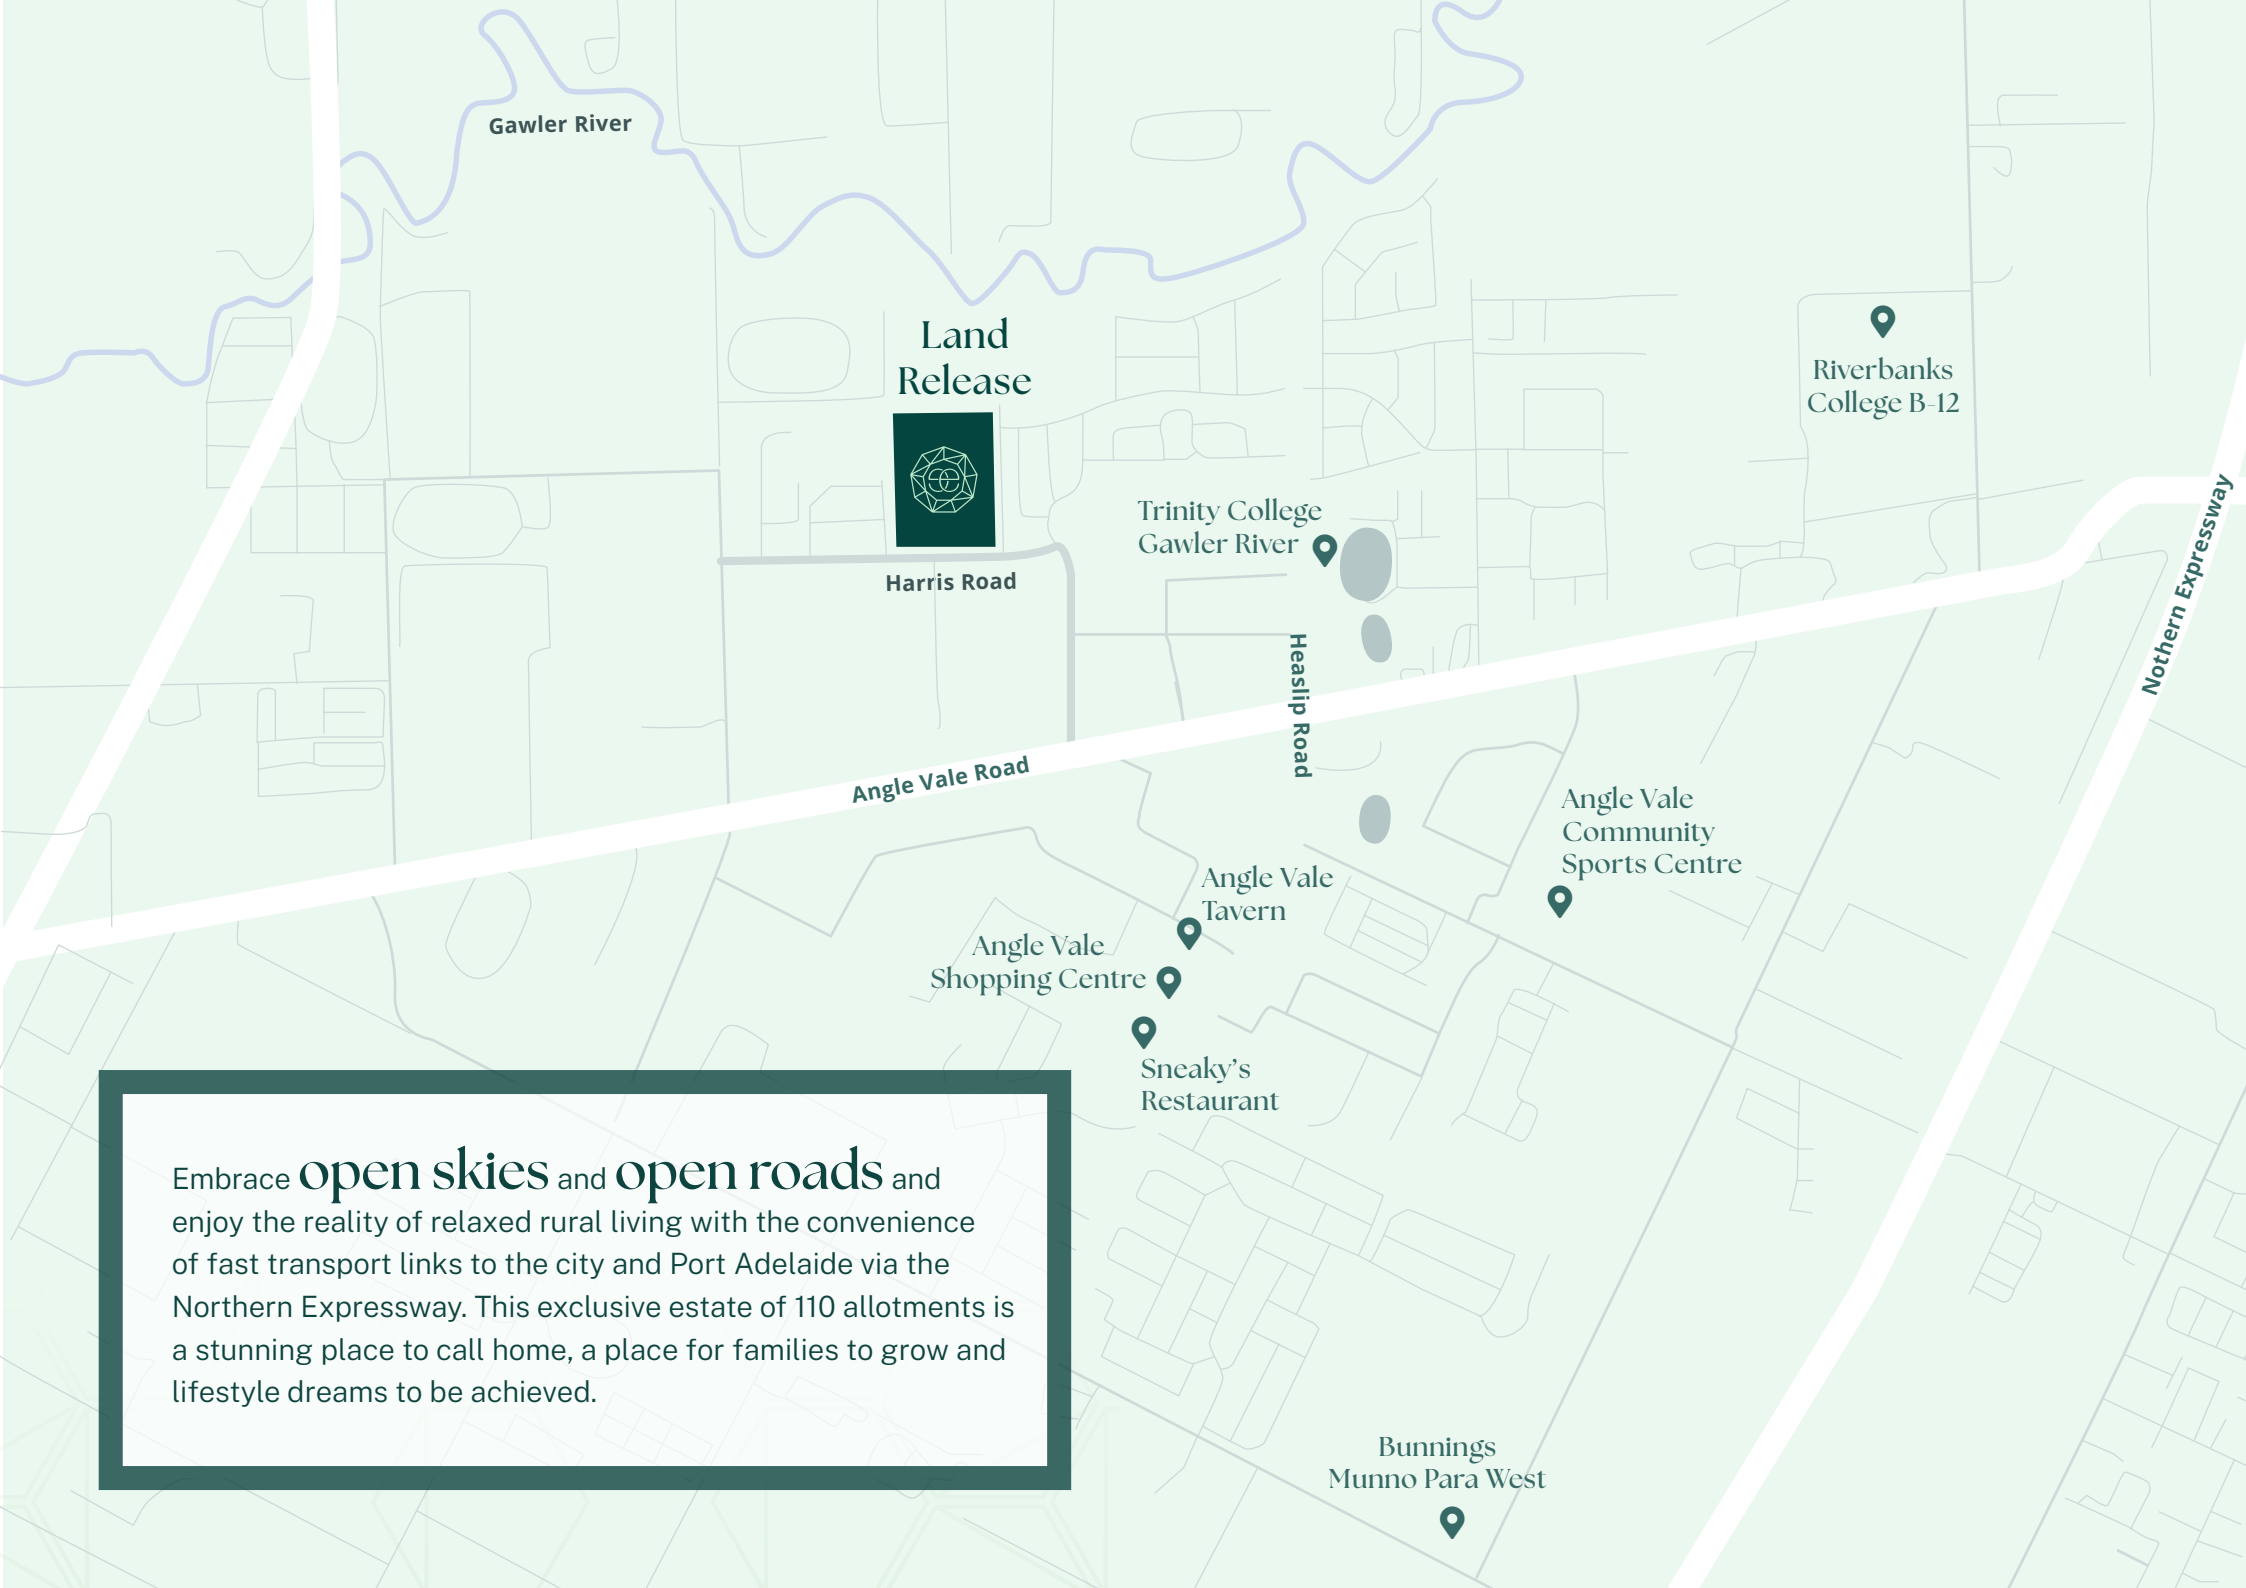 Gawler River
Land
Release
Riverbanks
College B-12
Trinity College
Gawler River
Harris Road
Nothern Expressway
Heaslip Road
Angle Vale Road
Angle Vale
Community
Sports Centre
Angle Vale
Tavern
Angle Vale
Shopping Centre
Sneaky’s
Restaurant
Embrace open skies and open roads and
enjoy the reality of relaxed rural living with the convenience
of fast transport links to the city and Port Adelaide via the
Northern Expressway. This exclusive estate of 110 allotments is
a stunning place to call home, a place for families to grow and
lifestyle dreams to be achieved.
Bunnings
Munno Para West